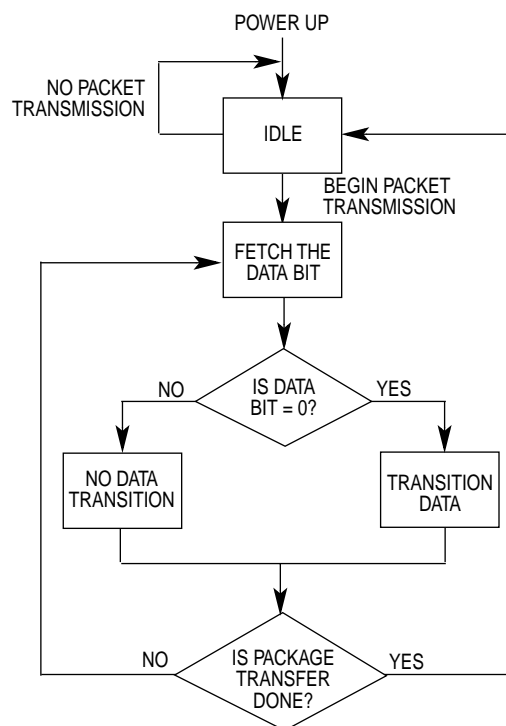 POWER UP
NO PACKET
TRANSMISSION
IDLE
BEGIN PACKET
TRANSMISSION
FETCH THE
DATA BIT
NO
IS DATA
BIT = 0?
YES
NO DATA
TRANSITION
TRANSITION
DATA
NO
IS PACKAGE
TRANSFER
DONE?
YES